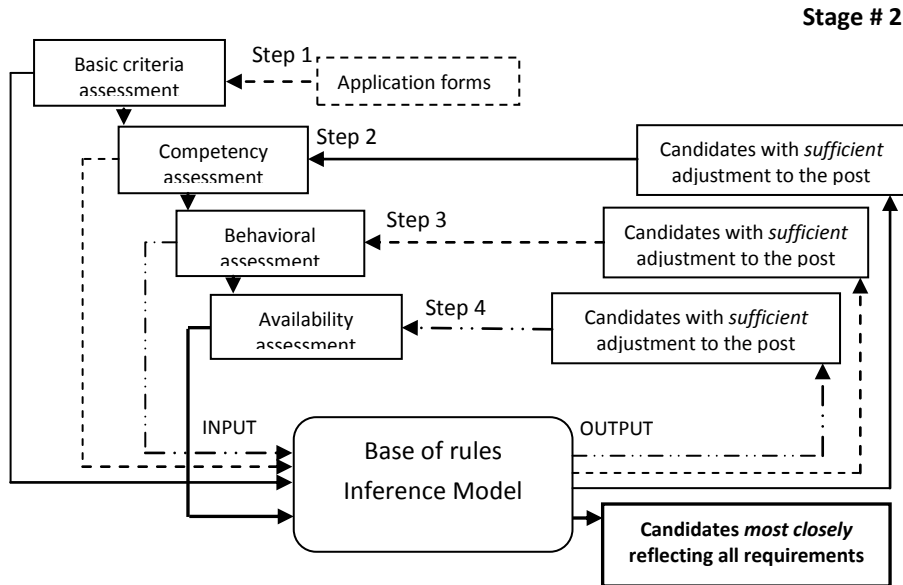 Stage # 2
Step 1
Basic criteria
assessment
Application forms
Step 2
Competency
assessment
Candidates with sufficient
adjustment to the post
Step 3
Behavioral
assessment
Candidates with sufficient
adjustment to the post
Step 4
Availability
assessment
Candidates with sufficient
adjustment to the post
INPUT
OUTPUT
Base of rules
Inference Model
Candidates most closely
reflecting all requirements